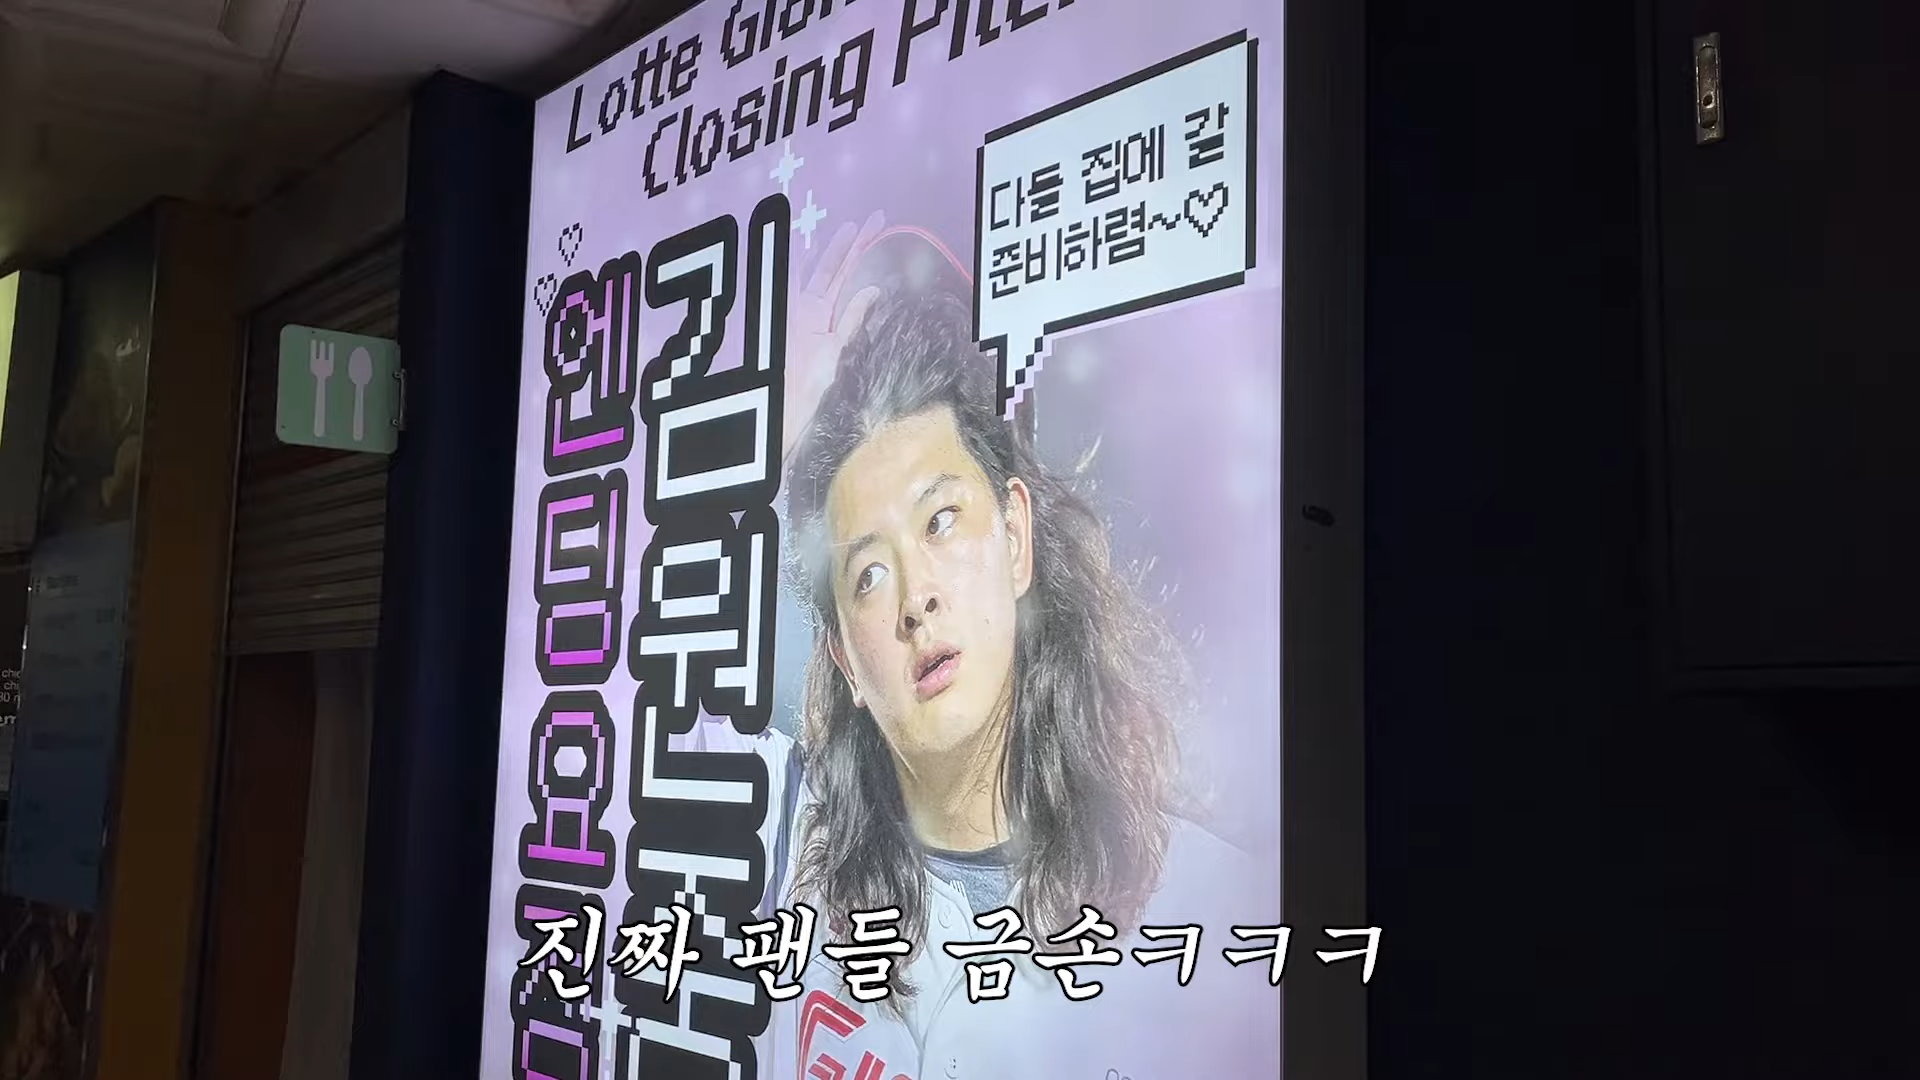 Lotte Gian
Closing Pitc
다들 집에 갈
준비하렴~♡
김원중
엔드요정
진짜 팬들 금손ㅋㅋㅋ